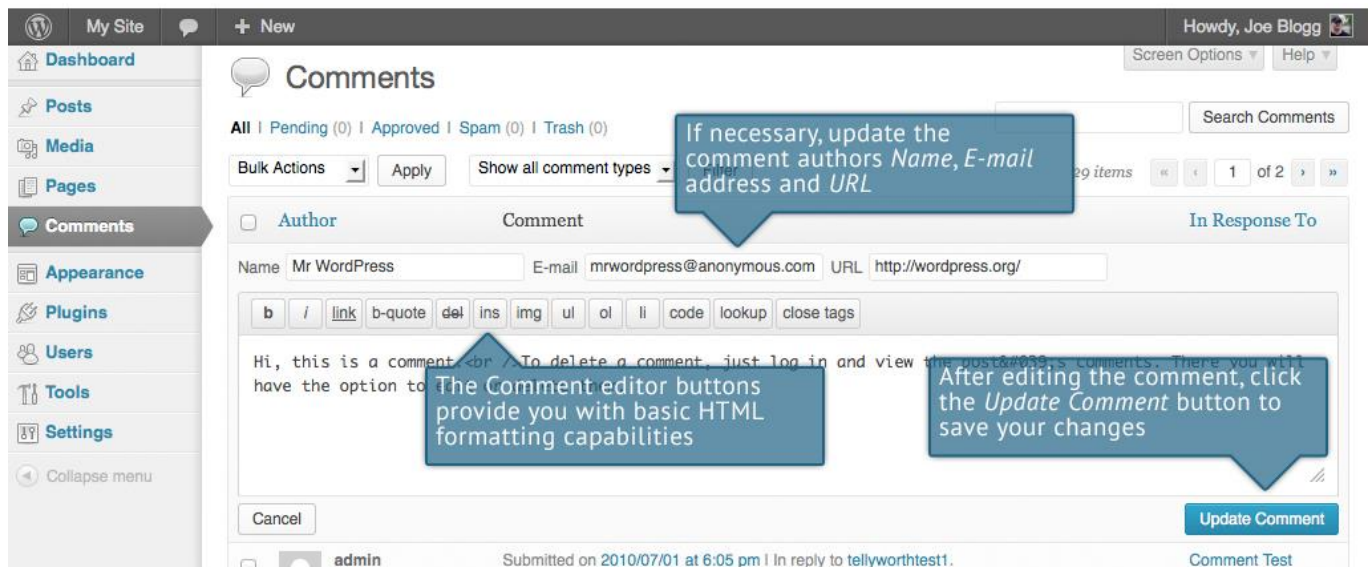 My Site + New Howdy, Joe Blogg
Dashboard
Posts
Media
Pages
Comments
Appearance
Plugins
Users
Tools
Settings
Collapse menu
Screen Options Help
Comments
All | Pending (0) | Approved | Spam (0) | Trash (0)
Search Comments
Bulk Actions Apply Show all comment types Filter
29 items « ‹ 1 of 2 › »
If necessary, update the
comment authors Name, E-mail
address and URL
Author Comment In Response To
Name Mr WordPress E-mail mrwordpress@anonymous.com URL http://wordpress.org/
b i link b-quote del ins img ul ol li code lookup close tags
Hi, this is a comment.<br />To delete a comment, just log in and view the post&#039;s comments. There you will
have the option to
The Comment editor buttons
provide you with basic HTML
formatting capabilities
After editing the comment, click
the Update Comment button to
save your changes
Cancel Update Comment
admin Submitted on 2010/07/01 at 6:05 pm | In reply to tellyworthtest1. Comment Test